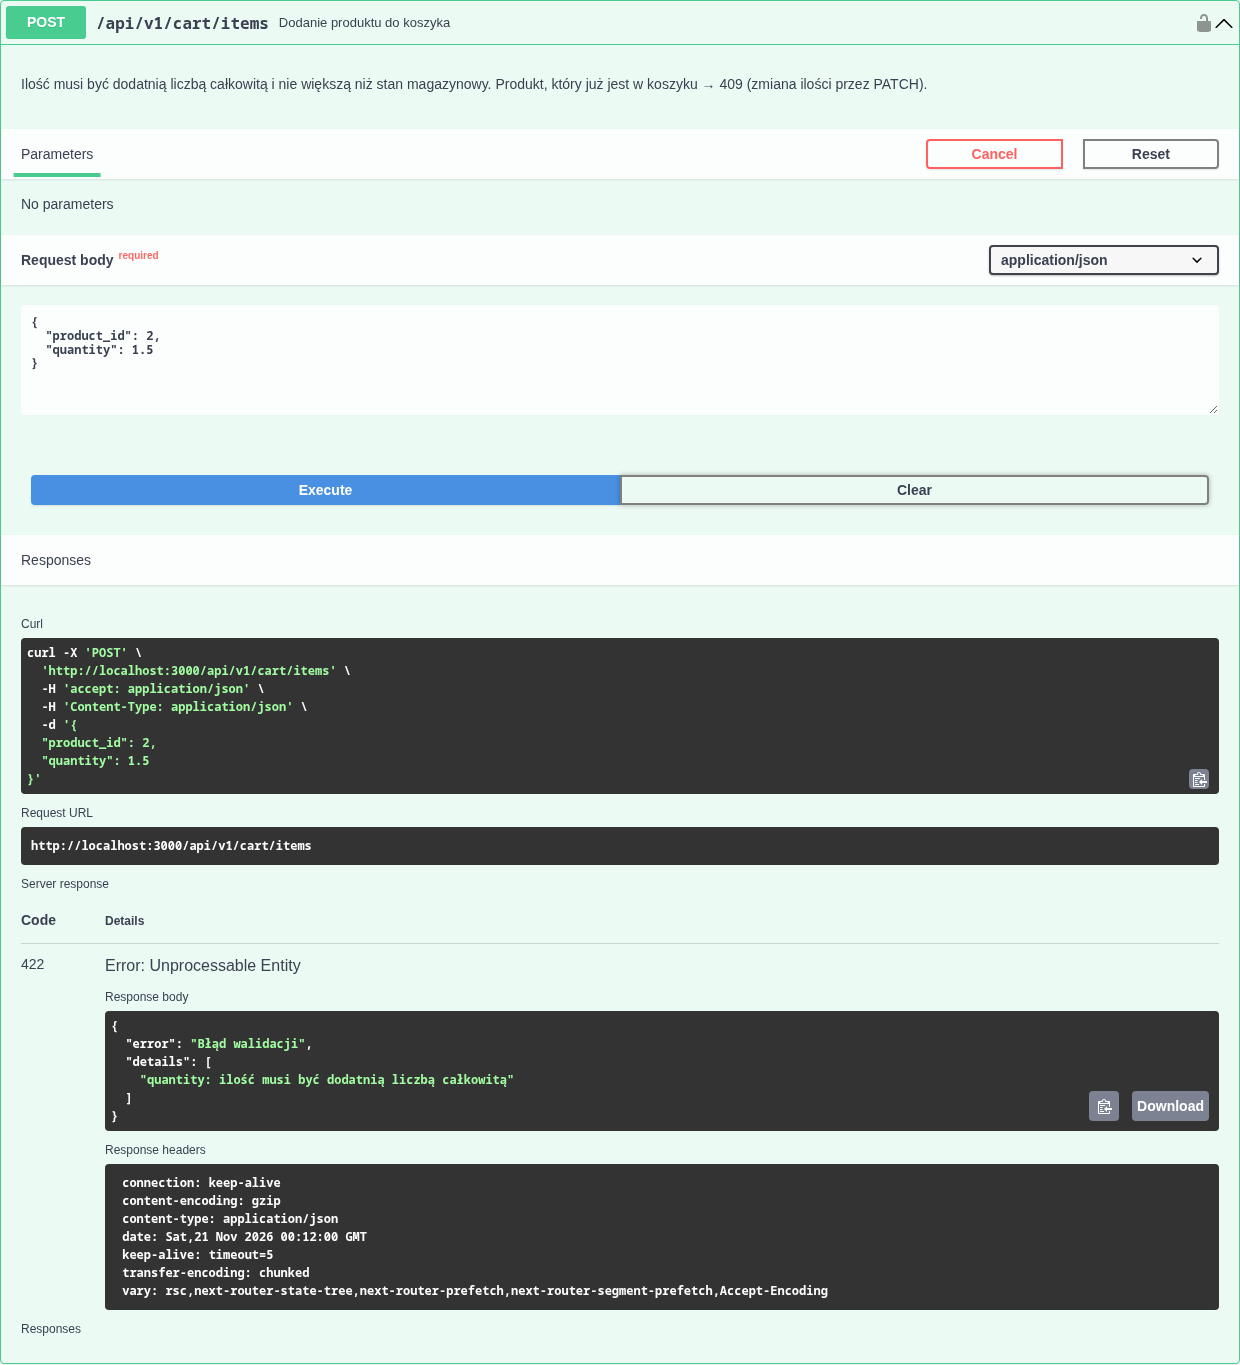 POST /api/v1/cart/items Dodanie produktu do koszyka
Ilość musi być dodatnią liczbą całkowitą i nie większą niż stan magazynowy. Produkt, który już jest w koszyku → 409 (zmiana ilości przez PATCH).
Parameters
Cancel
Reset
No parameters
Request body required
application/json
{
  "product_id": 2,
  "quantity": 1.5
}
Execute
Clear
Responses
Curl
curl -X 'POST' \
  'http://localhost:3000/api/v1/cart/items' \
  -H 'accept: application/json' \
  -H 'Content-Type: application/json' \
  -d '{
  "product_id": 2,
  "quantity": 1.5
}'
Request URL
http://localhost:3000/api/v1/cart/items
Server response
Code Details
422 Error: Unprocessable Entity
Response body
{
  "error": "Błąd walidacji",
  "details": [
    "quantity: ilość musi być dodatnią liczbą całkowitą"
  ]
}
Download
Response headers
connection: keep-alive
content-encoding: gzip
content-type: application/json
date: Sat,21 Nov 2026 00:12:00 GMT
keep-alive: timeout=5
transfer-encoding: chunked
vary: rsc,next-router-state-tree,next-router-prefetch,next-router-segment-prefetch,Accept-Encoding
Responses